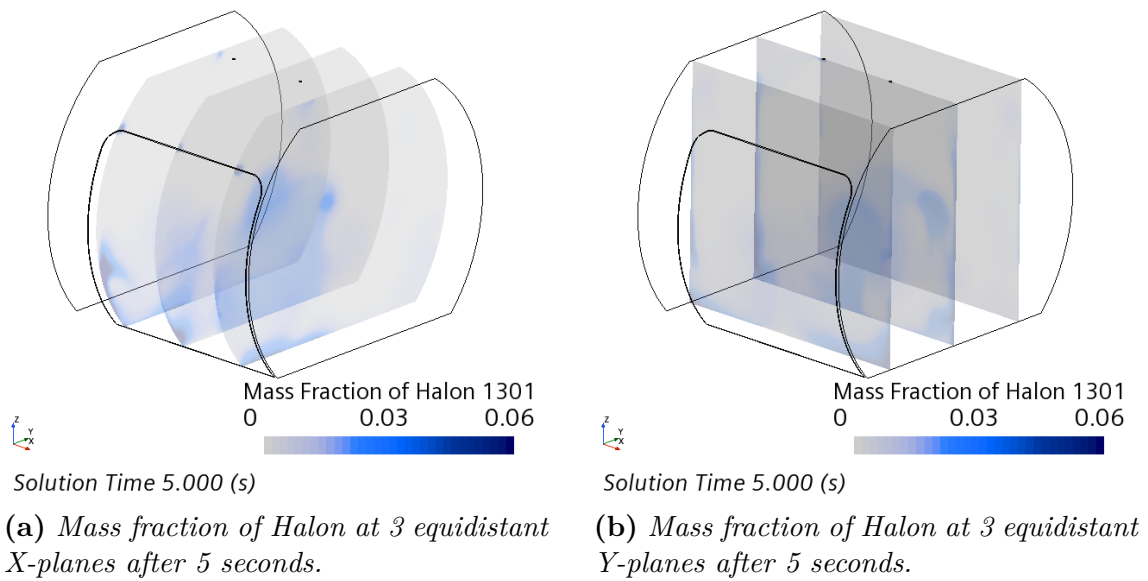 Mass Fraction of Halon 1301
0 0.03 0.06
Z
Y
X
Solution Time 5.000 (s)
(a) Mass fraction of Halon at 3 equidistant
X-planes after 5 seconds.
Mass Fraction of Halon 1301
0 0.03 0.06
Z
Y
X
Solution Time 5.000 (s)
(b) Mass fraction of Halon at 3 equidistant
Y-planes after 5 seconds.